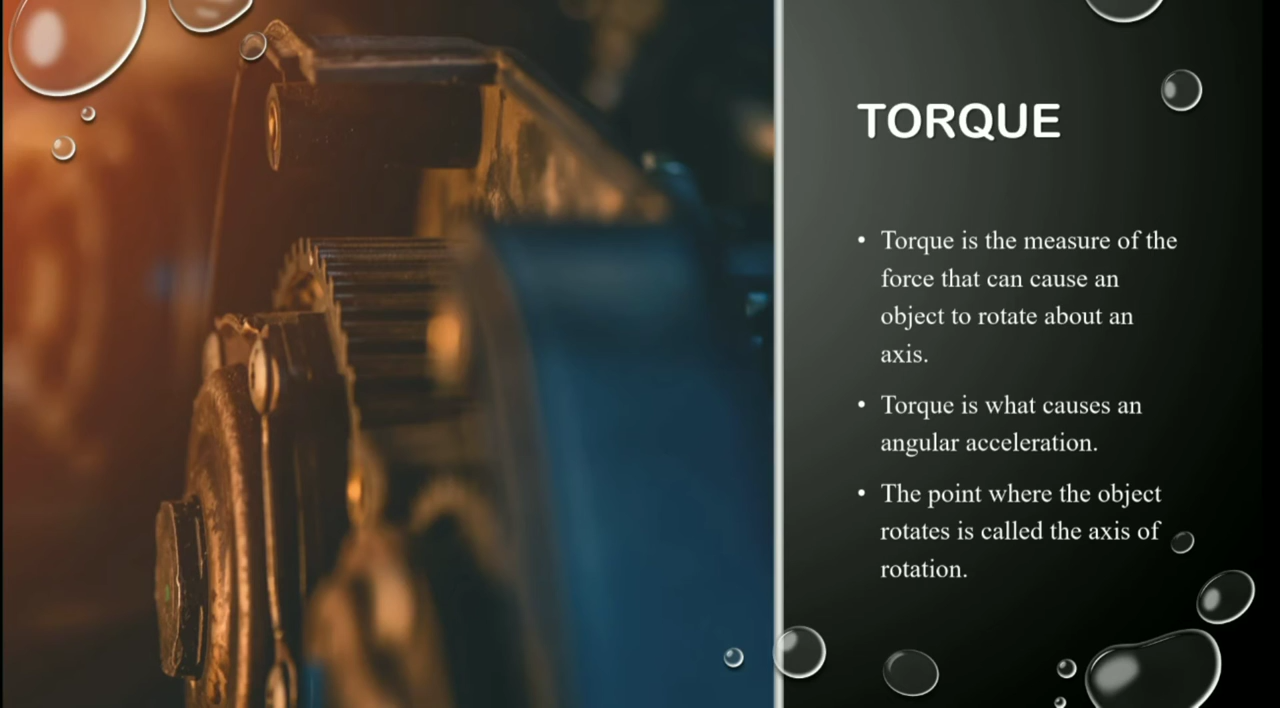 TORQUE
• Torque is the measure of the
force that can cause an
object to rotate about an
axis.
• Torque is what causes an
angular acceleration.
• The point where the object
rotates is called the axis of
rotation.